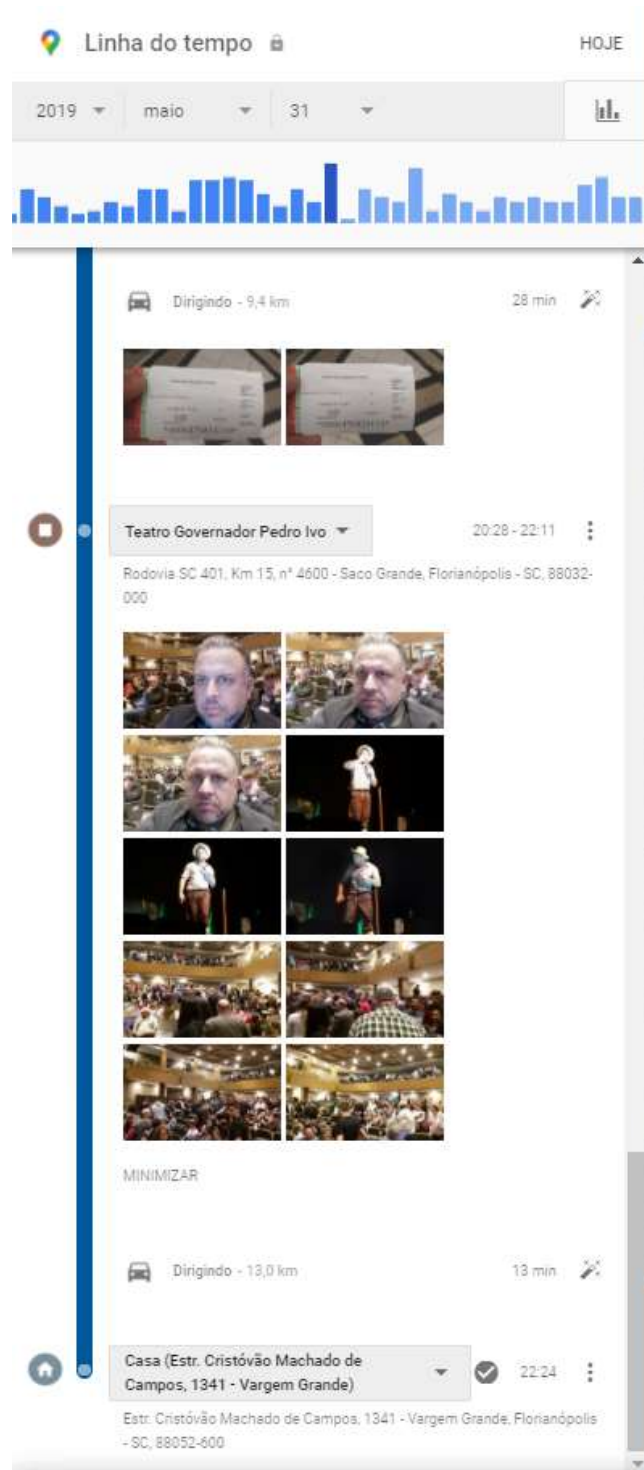 Linha do tempo
HOJE
2019 maio 31
Dirigindo - 9,4 km 28 min
Teatro Governador Pedro Ivo 20:28 - 22:11
Rodovia SC 401, Km 15, n° 4600 - Saco Grande, Florianópolis - SC, 88032-
000
MINIMIZAR
Dirigindo - 13,0 km 13 min
Casa (Estr. Cristóvão Machado de
Campos, 1341 - Vargem Grande) 22:24
Estr. Cristóvão Machado de Campos, 1341 - Vargem Grande, Florianópolis
- SC, 88052-600